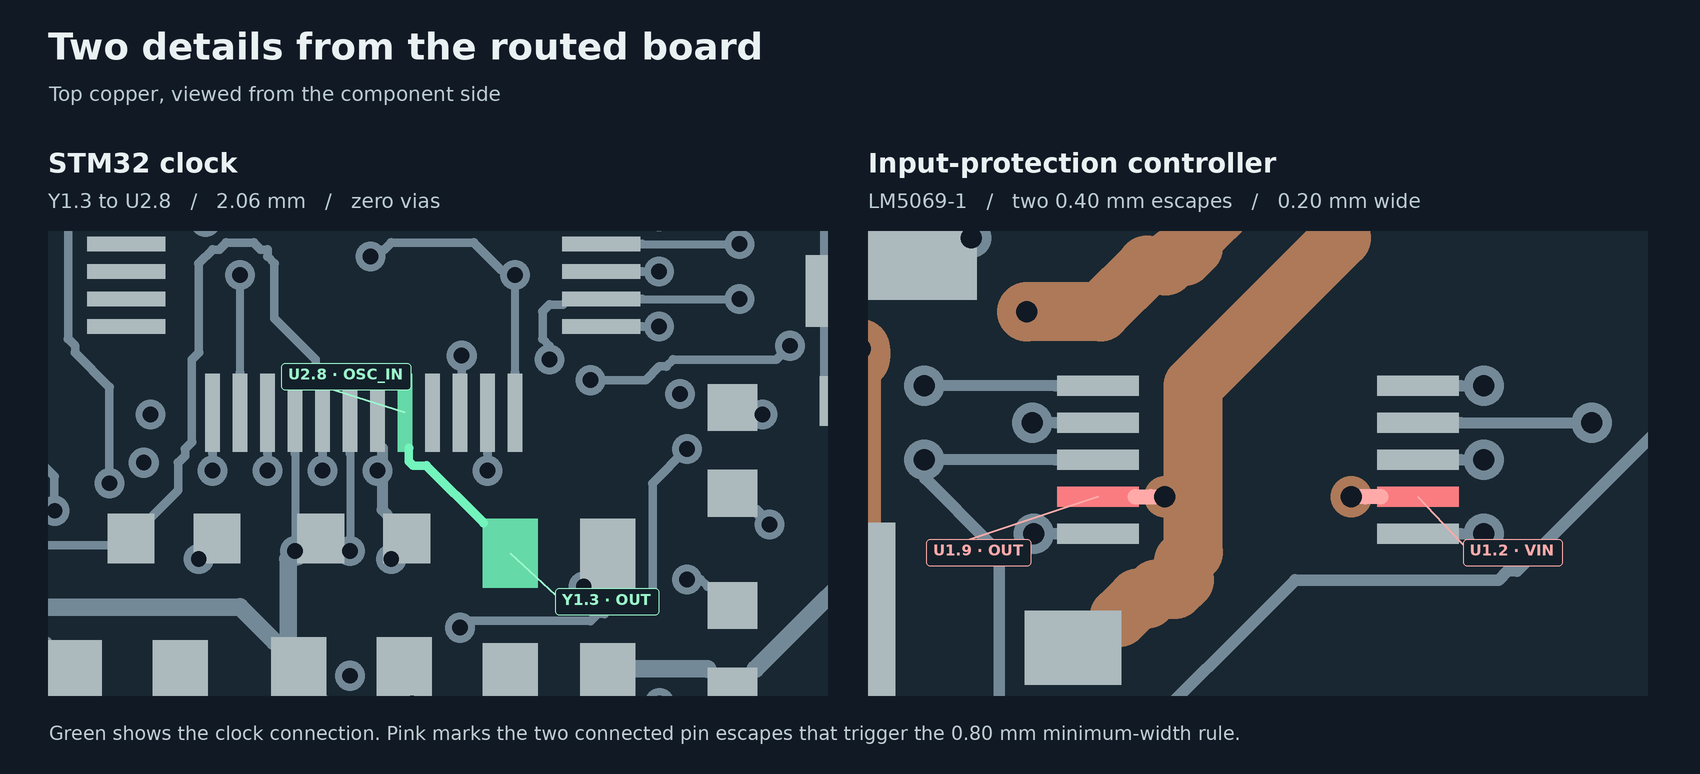 Two details from the routed board
Top copper, viewed from the component side
STM32 clock
Y1.3 to U2.8 / 2.06 mm / zero vias
U2.8 · OSC_IN
Y1.3 · OUT
Input-protection controller
LM5069-1 / two 0.40 mm escapes / 0.20 mm wide
U1.9 · OUT
U1.2 · VIN
Green shows the clock connection. Pink marks the two connected pin escapes that trigger the 0.80 mm minimum-width rule.